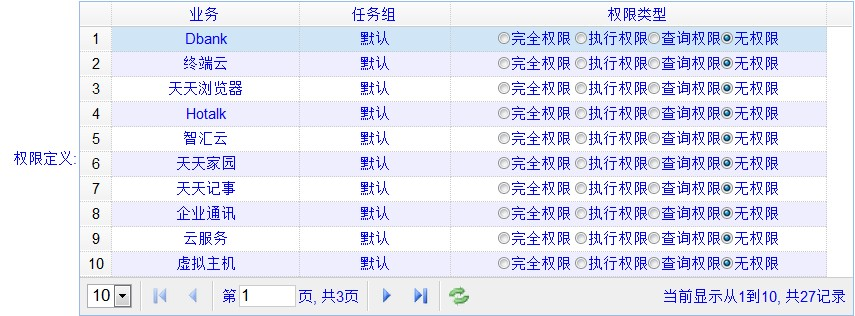 业务 任务组 权限类型
1 Dbank 默认 完全权限 执行权限 查询权限 无权限
2 终端云 默认 完全权限 执行权限 查询权限 无权限
3 天天浏览器 默认 完全权限 执行权限 查询权限 无权限
4 Hotalk 默认 完全权限 执行权限 查询权限 无权限
5 智汇云 默认 完全权限 执行权限 查询权限 无权限
权限定义:
6 天天家园 默认 完全权限 执行权限 查询权限 无权限
7 天天记事 默认 完全权限 执行权限 查询权限 无权限
8 企业通讯 默认 完全权限 执行权限 查询权限 无权限
9 云服务 默认 完全权限 执行权限 查询权限 无权限
10 虚拟主机 默认 完全权限 执行权限 查询权限 无权限
10 第 1 页, 共3页 当前显示从1到10, 共27记录